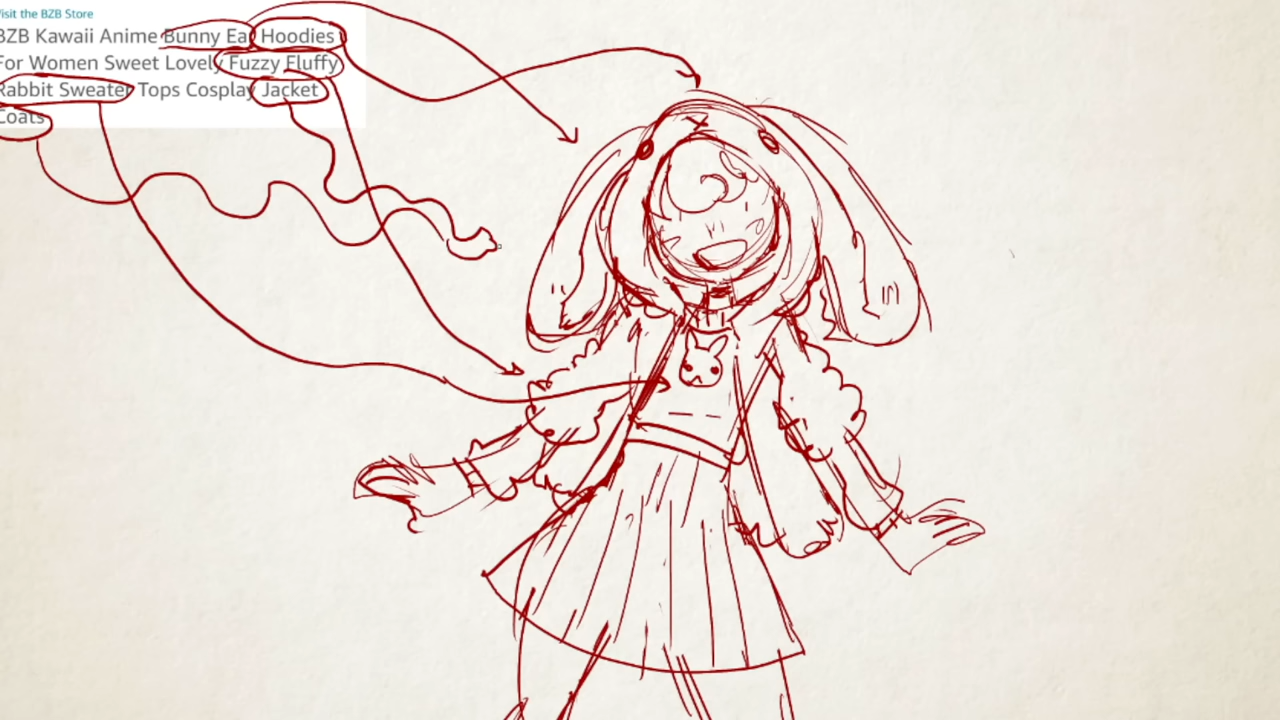 Visit the BZB Store
BZB Kawaii Anime Bunny Ear Hoodies
For Women Sweet Lovely Fuzzy Fluffy
Rabbit Sweater Tops Cosplay Jacket
Coats